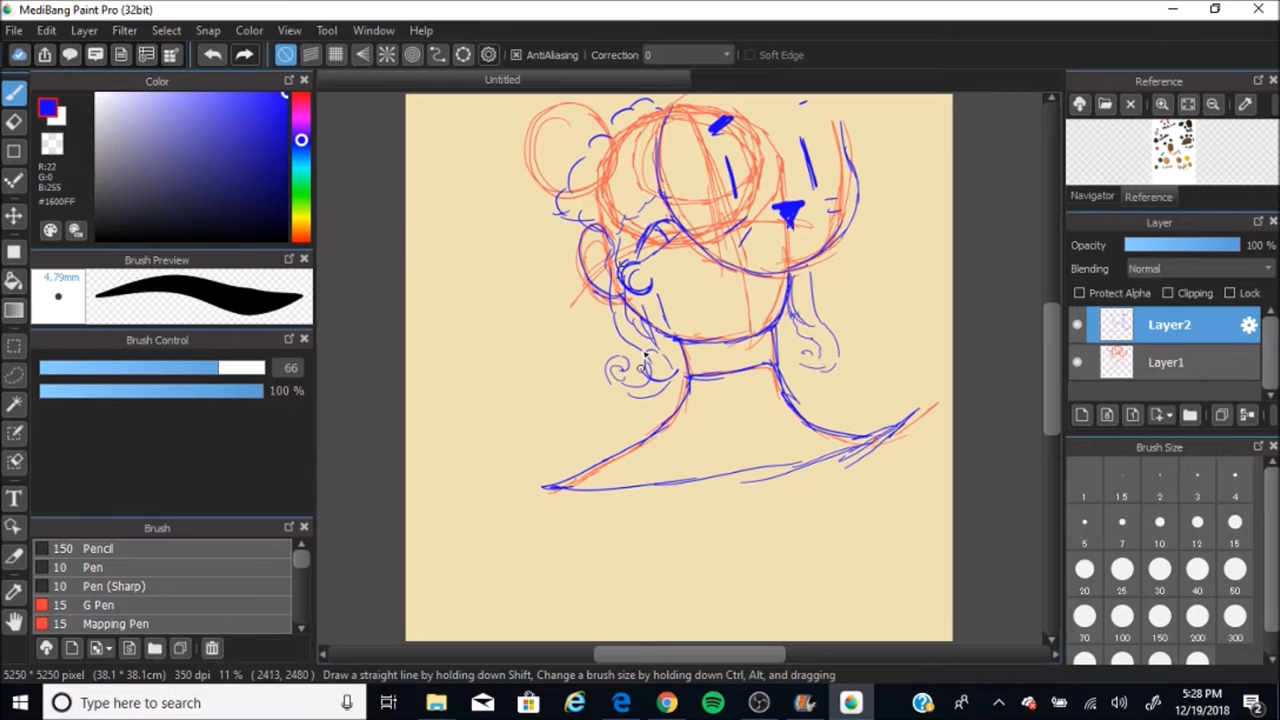 MediBang Paint Pro (32bit)
File Edit Layer Filter Select Snap Color View Tool Window Help
AntiAliasing Correction 0 Soft Edge
Color
Untitled
Reference
R:22
G:0
B:255
#1600FF
Navigator Reference
Layer
Opacity 100 %
Blending Normal
Protect Alpha Clipping Lock
Layer2
Layer1
Brush Preview
4.79mm
Brush Control
66
100 %
Brush Size
1 1.5 2 3 4
5 7 10 12 15
20 25 30 40 50
70 100 150 200 300
Brush
150 Pencil
10 Pen
10 Pen (Sharp)
15 G Pen
15 Mapping Pen
5250 * 5250 pixel (38.1 * 38.1cm) 350 dpi 11 % (2413, 2480) Draw a straight line by holding down Shift, Change a brush size by holding down Ctrl, Alt, and dragging
Type here to search
5:28 PM
12/19/2018
2